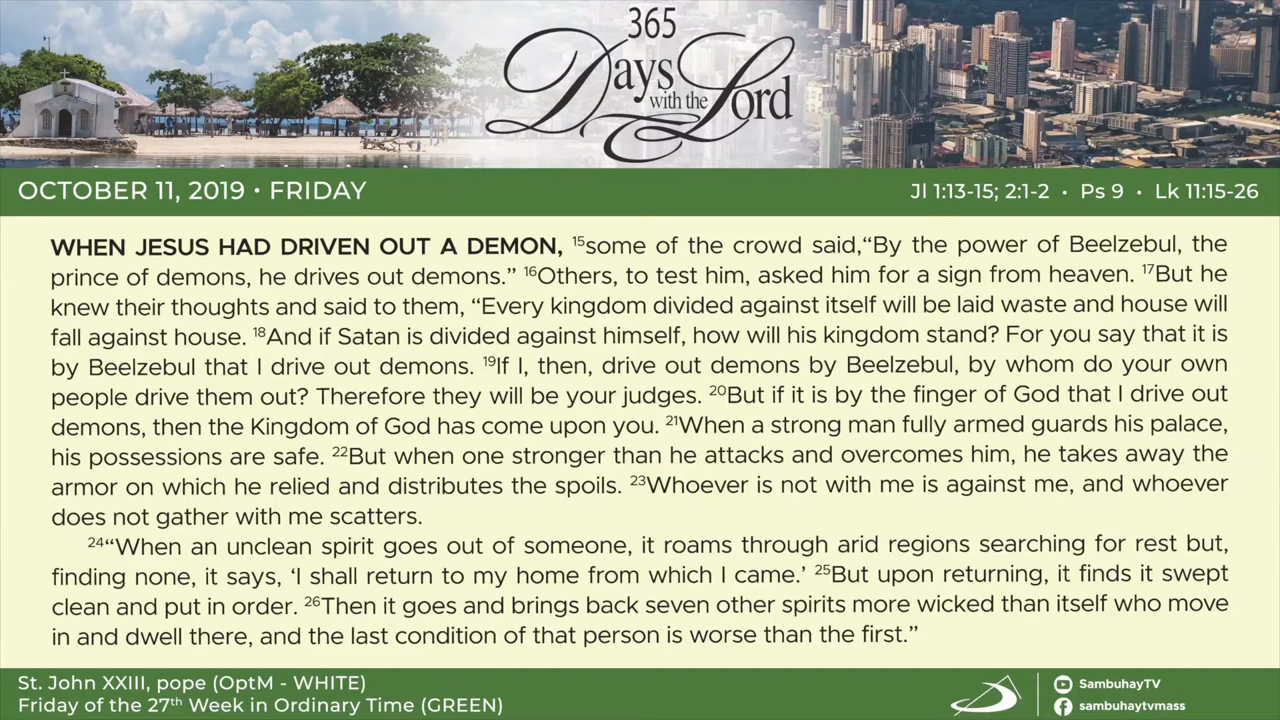 365
Days
with the
Lord
OCTOBER 11, 2019 • FRIDAY
Jl 1:13-15; 2:1-2 • Ps 9 • Lk 11:15-26
WHEN JESUS HAD DRIVEN OUT A DEMON, ¹⁵some of the crowd said,“By the power of Beelzebul, the
prince of demons, he drives out demons.” ¹⁶Others, to test him, asked him for a sign from heaven. ¹⁷But he
knew their thoughts and said to them, “Every kingdom divided against itself will be laid waste and house will
fall against house. ¹⁸And if Satan is divided against himself, how will his kingdom stand? For you say that it is
by Beelzebul that I drive out demons. ¹⁹If I, then, drive out demons by Beelzebul, by whom do your own
people drive them out? Therefore they will be your judges. ²⁰But if it is by the finger of God that I drive out
demons, then the Kingdom of God has come upon you. ²¹When a strong man fully armed guards his palace,
his possessions are safe. ²²But when one stronger than he attacks and overcomes him, he takes away the
armor on which he relied and distributes the spoils. ²³Whoever is not with me is against me, and whoever
does not gather with me scatters.
²⁴“When an unclean spirit goes out of someone, it roams through arid regions searching for rest but,
finding none, it says, ‘I shall return to my home from which I came.’ ²⁵But upon returning, it finds it swept
clean and put in order. ²⁶Then it goes and brings back seven other spirits more wicked than itself who move
in and dwell there, and the last condition of that person is worse than the first.”
St. John XXIII, pope (OptM - WHITE)
Friday of the 27ᵗʰ Week in Ordinary Time (GREEN)
SambuhayTV
sambuhaytvmass